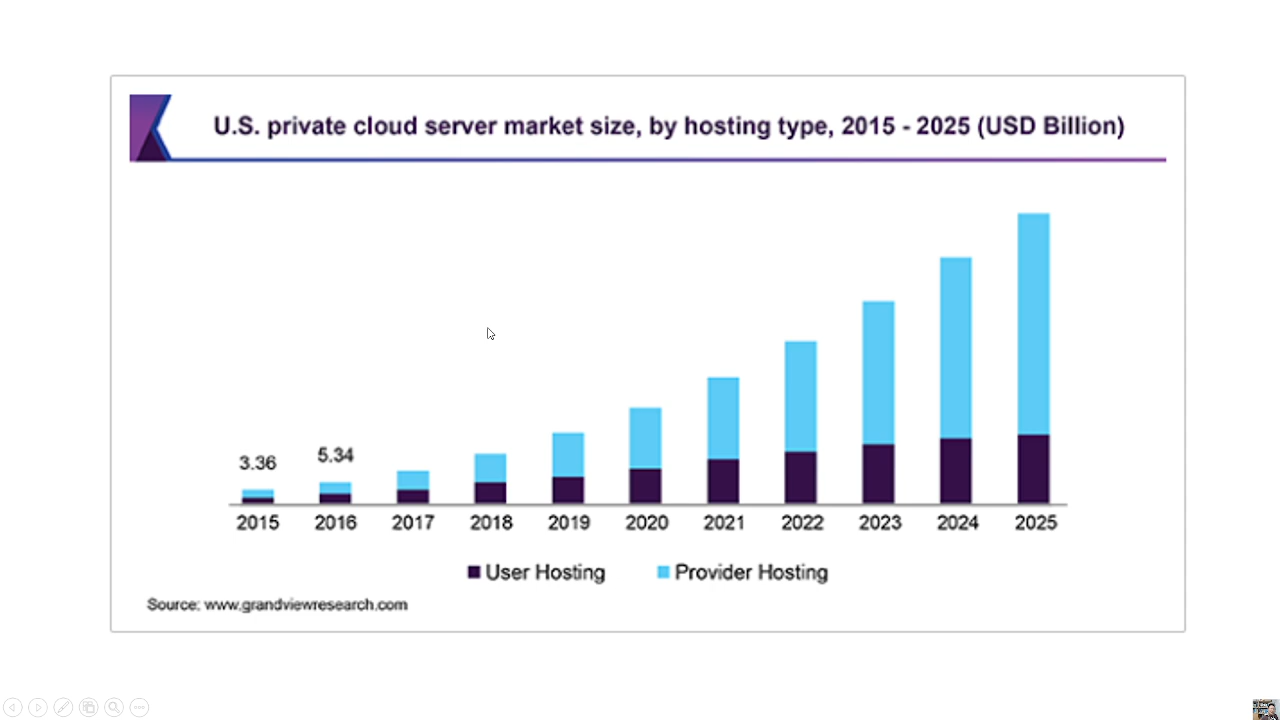 U.S. private cloud server market size, by hosting type, 2015 - 2025 (USD Billion)
3.36
5.34
2015 2016 2017 2018 2019 2020 2021 2022 2023 2024 2025
User Hosting Provider Hosting
Source: www.grandviewresearch.com